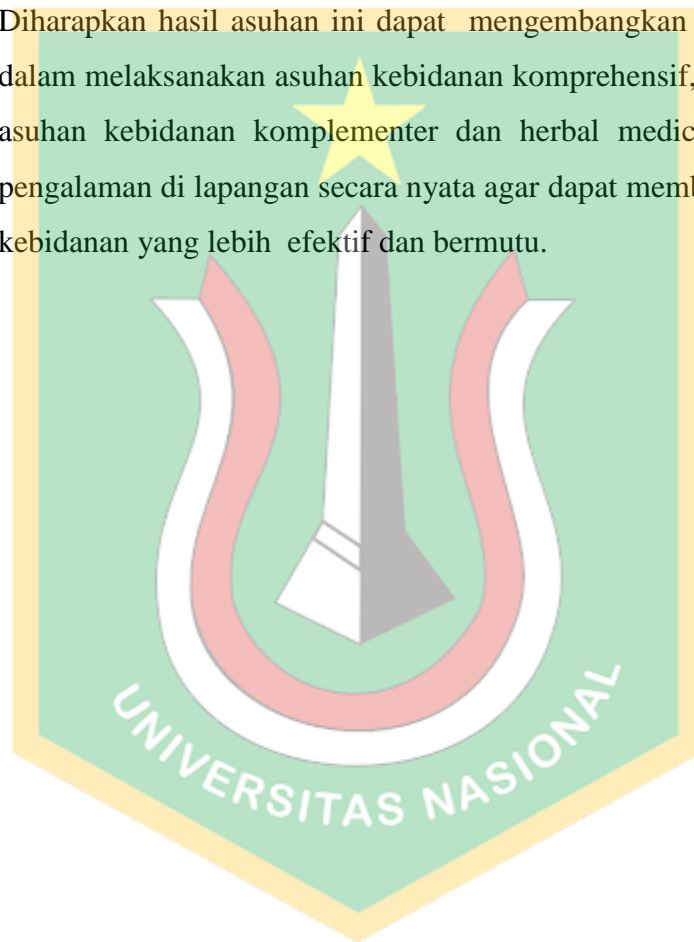 Diharapkan hasil asuhan ini dapat mengembangkan
dalam melaksanakan asuhan kebidanan komprehensif,
asuhan kebidanan komplementer dan herbal medic
pengalaman di lapangan secara nyata agar dapat memb
kebidanan yang lebih efektif dan bermutu.
UNIVERSITAS NASIONAL